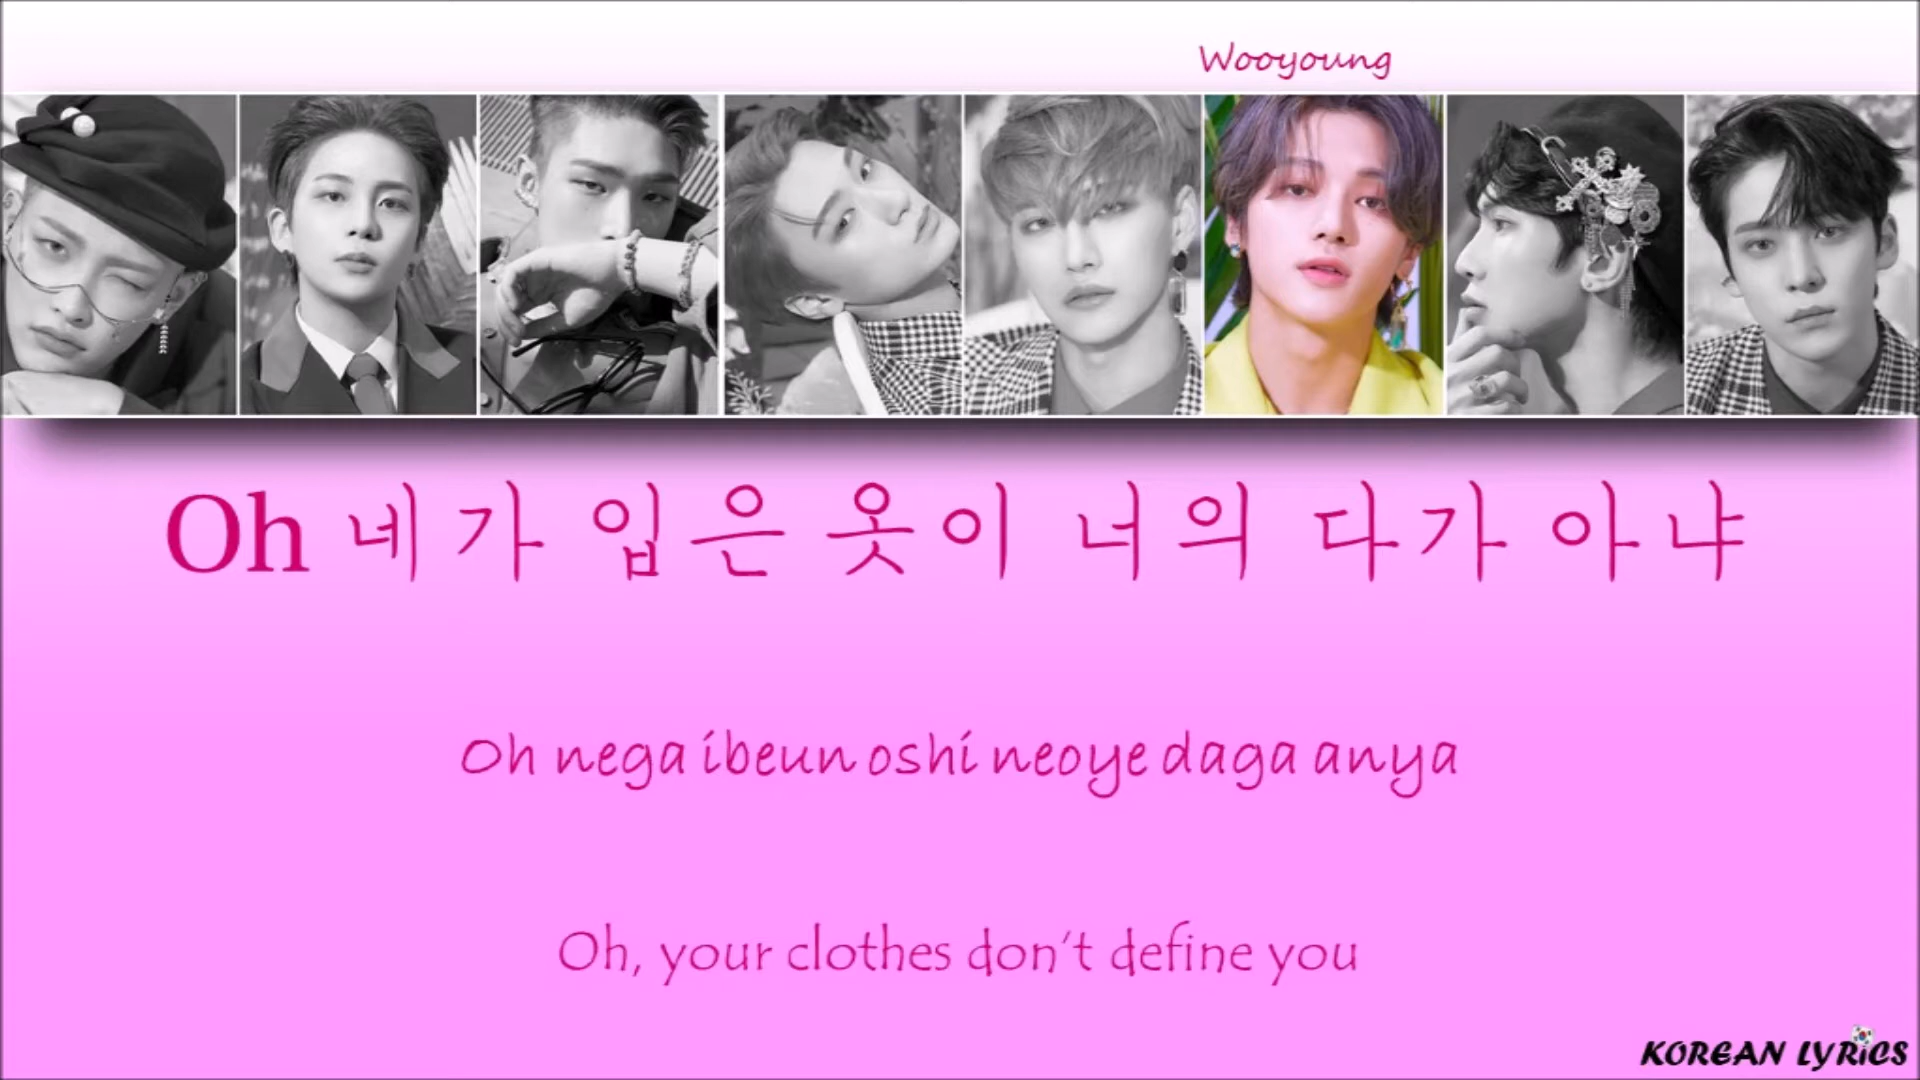 Wooyoung
Oh 네가 입은 옷이 너의 다가 아냐
Oh nega ibeun oshi neoye daga anya
Oh, your clothes don't define you
KOREAN LYRICS